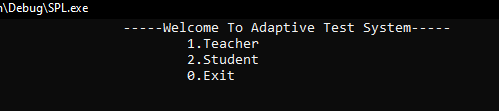 \Debug\SPL.exe
-----Welcome To Adaptive Test System-----
1.Teacher
2.Student
0.Exit